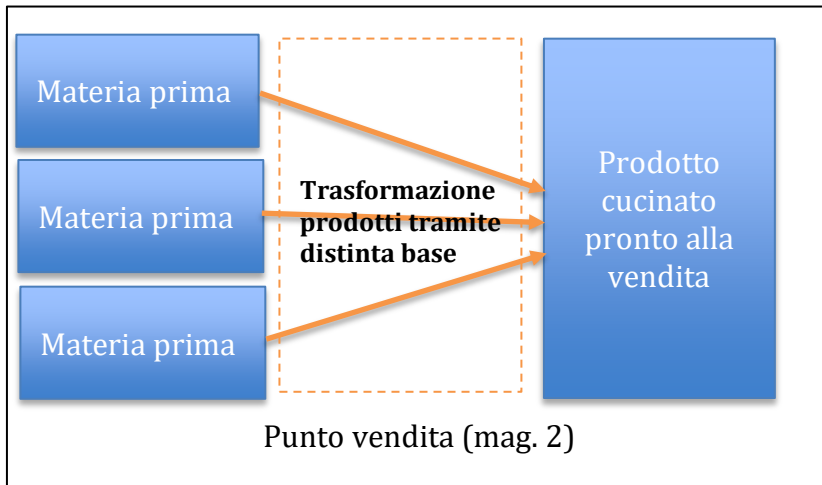 Materia prima
Materia prima
Materia prima
Trasformazione
prodotti tramite
distinta base
Prodotto
cucinato
pronto alla
vendita
Punto vendita (mag. 2)